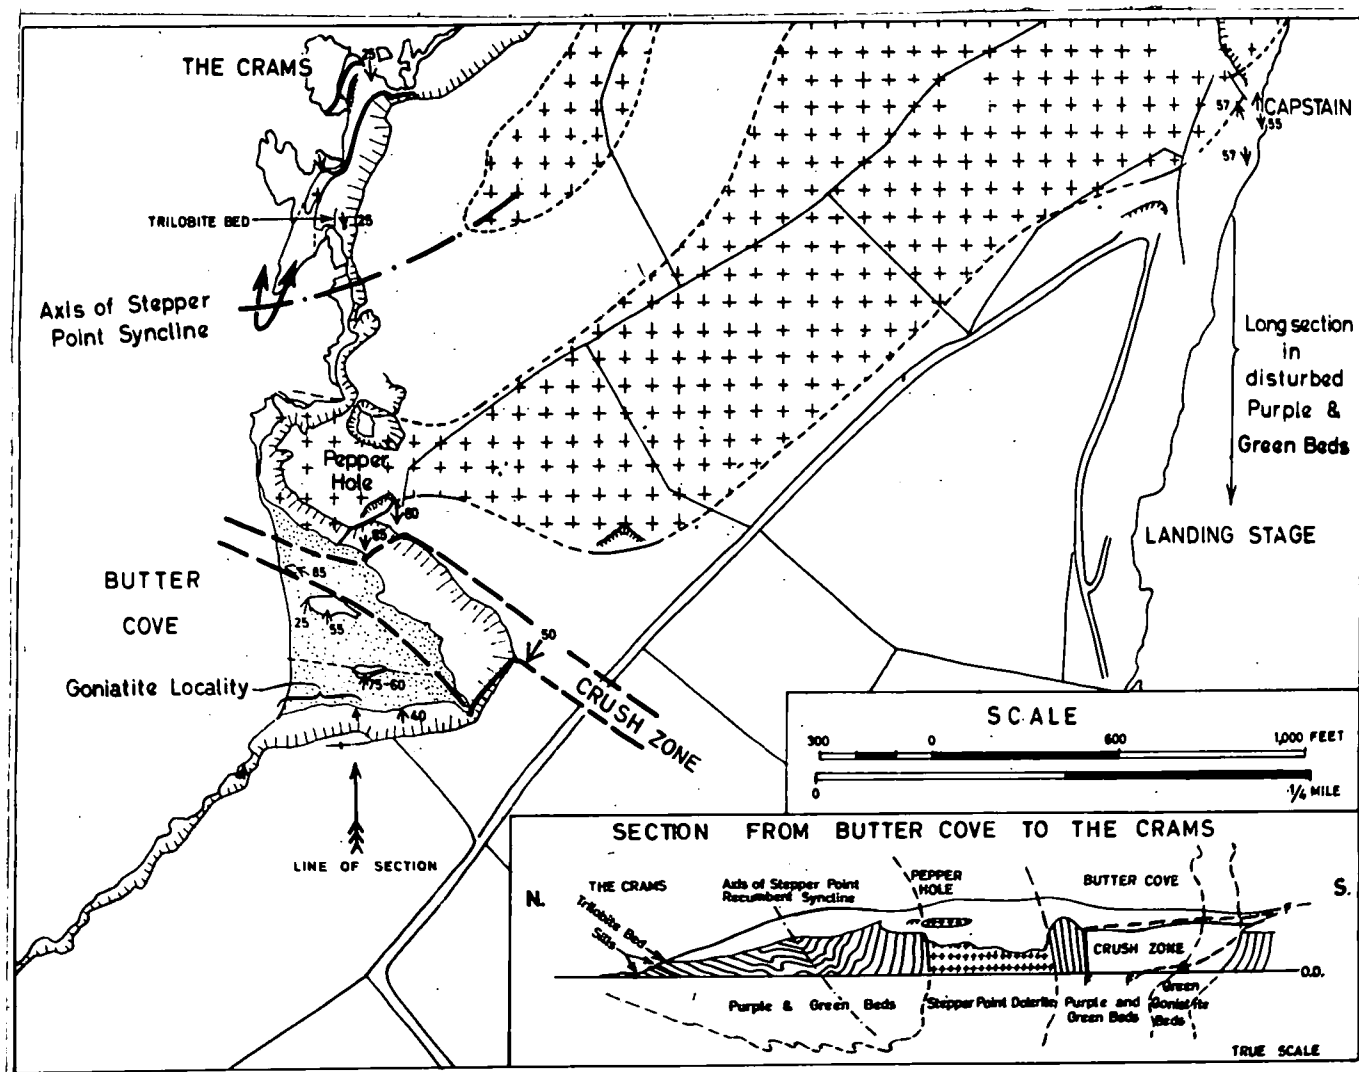 THE CRAMS
25
57
CAPSTAIN
55
57
TRILOBITE BED
25
Axis of Stepper
Point Syncline
Long section
in
disturbed
Purple &
Green Beds
Pepper
Hole
80
85
LANDING STAGE
BUTTER
COVE
85
25
55
50
Goniatite Locality
75-60
40
CRUSH ZONE
LINE OF SECTION
SCALE
300 0 600 1,000 FEET
0 1/4 MILE
SECTION FROM BUTTER COVE TO THE CRAMS
N.
THE CRAMS
Axis of Stepper Point
Recumbent Syncline
PEPPER
HOLE
BUTTER COVE
S.
Trilobite Bed
Sills
CRUSH ZONE
O.D.
Purple & Green Beds
Stepper Point Dolerite
Purple and
Green Beds
Green
Goniatite
Beds
TRUE SCALE